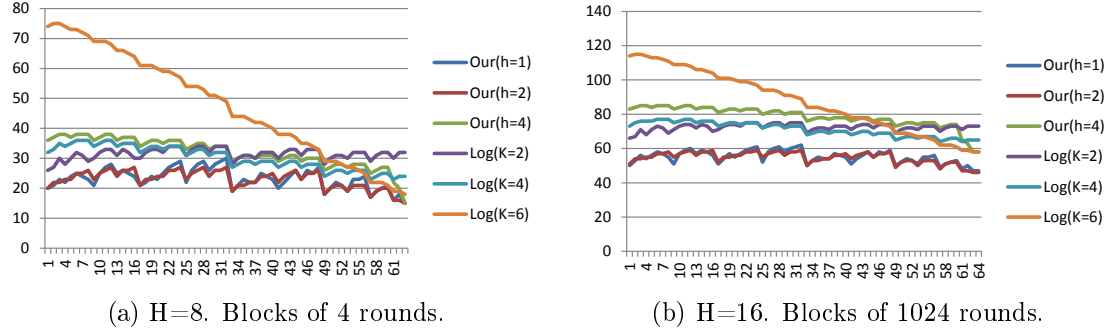 80
70
60
50
40
30
20
10
0
1 4 7 10 13 16 19 22 25 28 31 34 37 40 43 46 49 52 55 58 61
Our(h=1)
Our(h=2)
Our(h=4)
Log(K=2)
Log(K=4)
Log(K=6)
(a) H=8. Blocks of 4 rounds.
140
120
100
80
60
40
20
0
1 4 7 10 13 16 19 22 25 28 31 34 37 40 43 46 49 52 55 58 61 64
Our(h=1)
Our(h=2)
Our(h=4)
Log(K=2)
Log(K=4)
Log(K=6)
(b) H=16. Blocks of 1024 rounds.